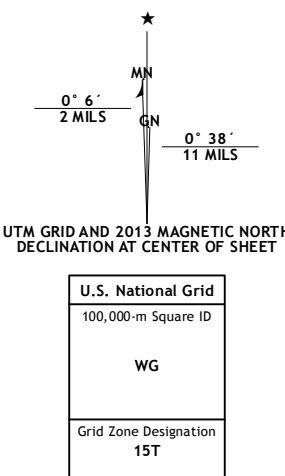 ★
MN
0° 6´
2 MILS
GN
0° 38´
11 MILS
UTM GRID AND 2013 MAGNETIC NORTH
DECLINATION AT CENTER OF SHEET
U.S. National Grid
100,000-m Square ID
WG
Grid Zone Designation
15T